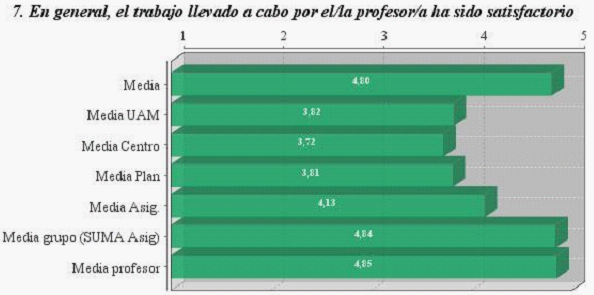 7. En general, el trabajo llevado a cabo por el/la profesor/a ha sido satisfactorio
1 2 3 4 5
Media 4,80
Media UAM 3,82
Media Centro 3,72
Media Plan 3,81
Media Asig. 4,13
Media grupo (SUMA Asig) 4,84
Media profesor 4,85